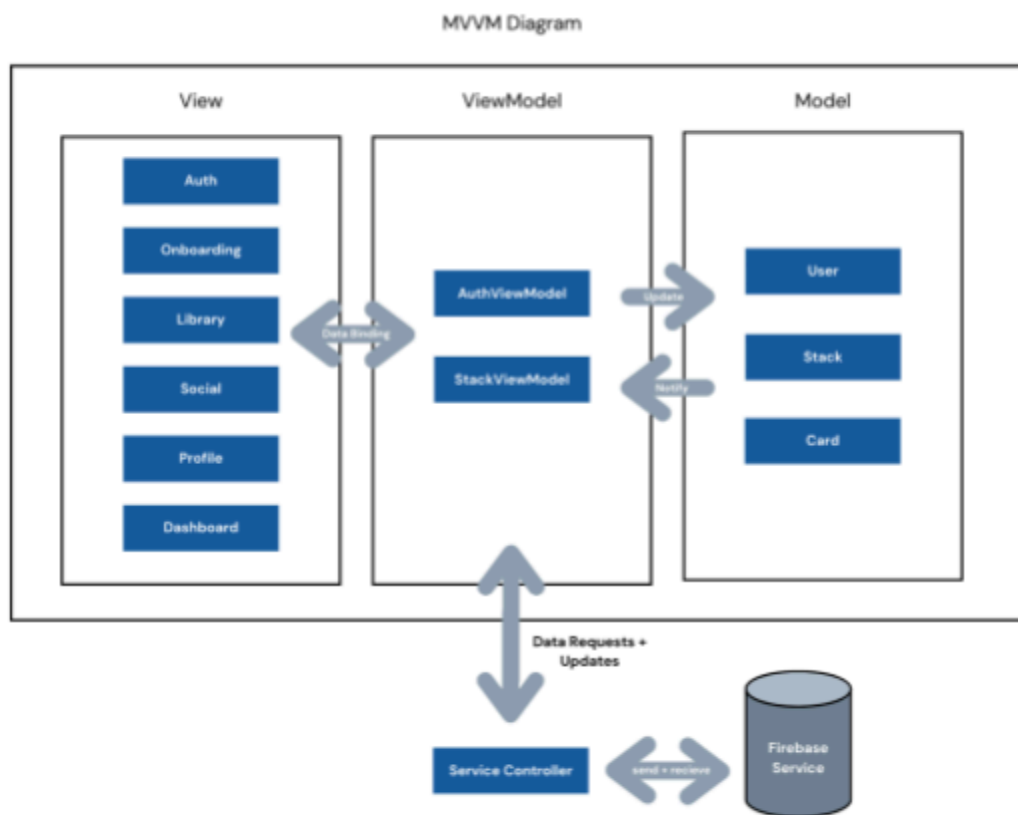 MVVM Diagram
View
ViewModel
Model
Auth
Onboarding
Library
Social
Profile
Dashboard
Data Binding
AuthViewModel
StackViewModel
Update
Notify
User
Stack
Card
Data Requests +
Updates
Service Controller
send + recieve
Firebase
Service